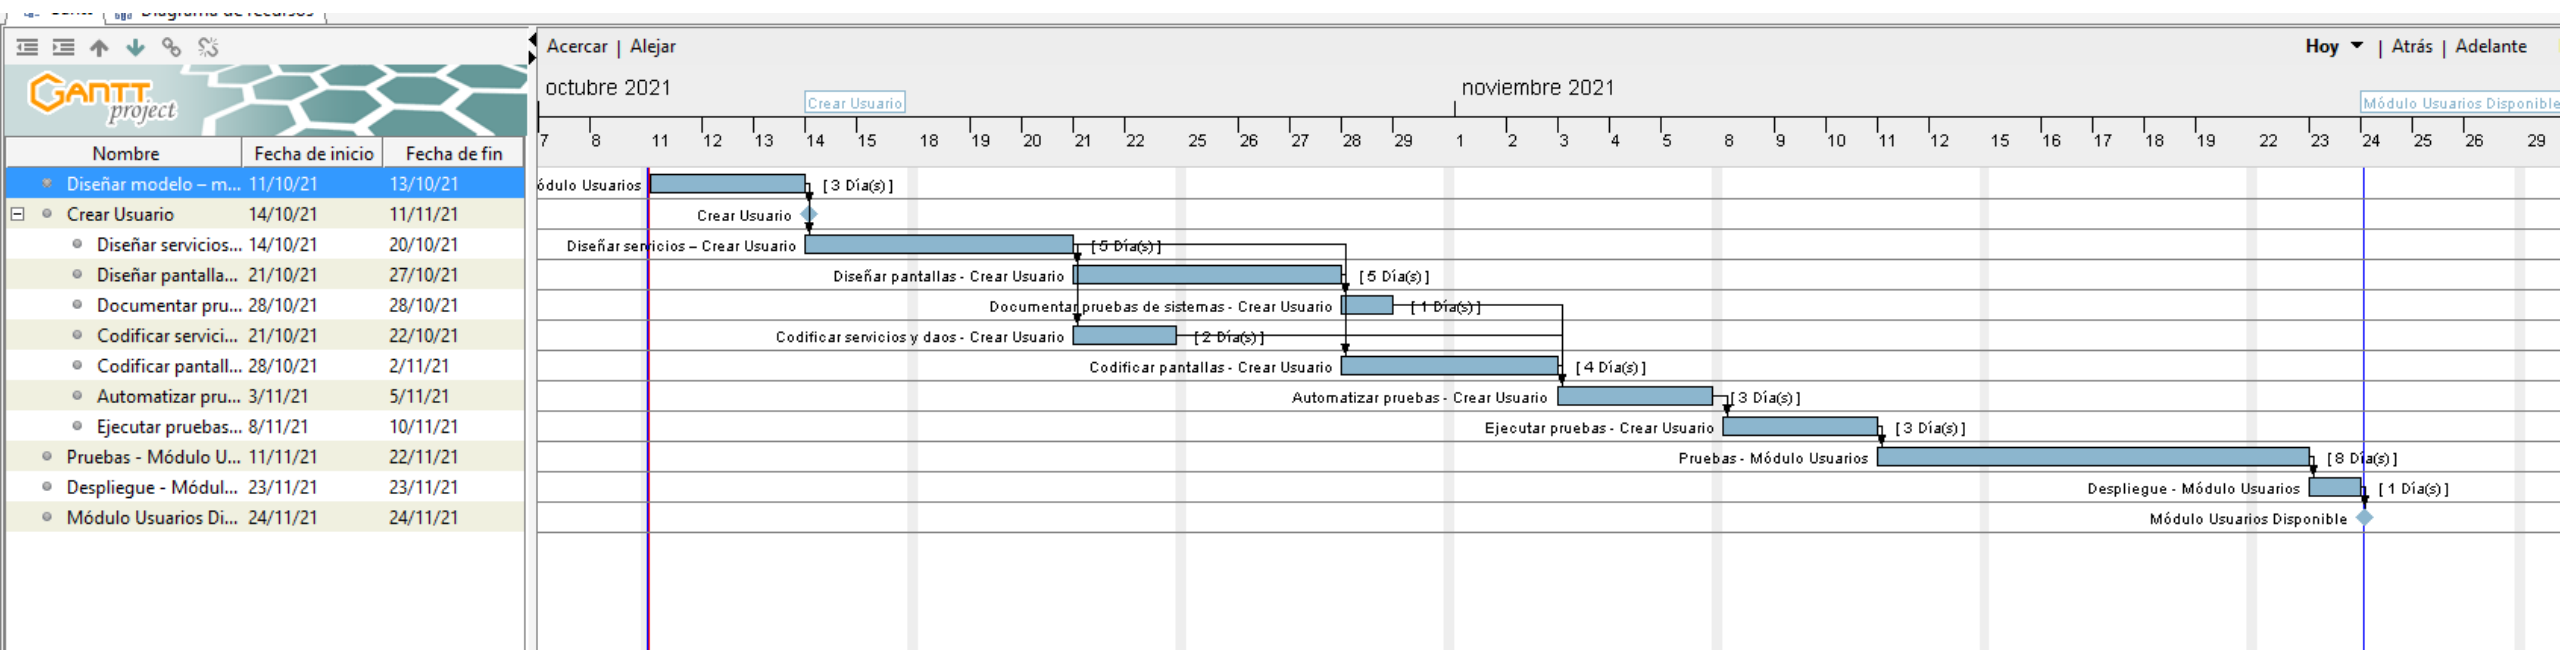 Gantt Diagrama de recursos
Acercar | Alejar
Hoy | Atrás | Adelante
GANTT
project
octubre 2021
noviembre 2021
Crear Usuario
Módulo Usuarios Disponible
7 8 11 12 13 14 15 18 19 20 21 22 25 26 27 28 29 1 2 3 4 5 8 9 10 11 12 15 16 17 18 19 22 23 24 25 26 29
Nombre Fecha de inicio Fecha de fin
Diseñar modelo – m... 11/10/21 13/10/21
Crear Usuario 14/10/21 11/11/21
Diseñar servicios... 14/10/21 20/10/21
Diseñar pantalla... 21/10/21 27/10/21
Documentar pru... 28/10/21 28/10/21
Codificar servici... 21/10/21 22/10/21
Codificar pantall... 28/10/21 2/11/21
Automatizar pru... 3/11/21 5/11/21
Ejecutar pruebas... 8/11/21 10/11/21
Pruebas - Módulo U... 11/11/21 22/11/21
Despliegue - Módul... 23/11/21 23/11/21
Módulo Usuarios Di... 24/11/21 24/11/21
ódulo Usuarios [3 Día(s)]
Crear Usuario
Diseñar servicios – Crear Usuario [5 Día(s)]
Diseñar pantallas - Crear Usuario [5 Día(s)]
Documentar pruebas de sistemas - Crear Usuario [1 Día(s)]
Codificar servicios y daos - Crear Usuario [2 Día(s)]
Codificar pantallas - Crear Usuario [4 Día(s)]
Automatizar pruebas - Crear Usuario [3 Día(s)]
Ejecutar pruebas - Crear Usuario [3 Día(s)]
Pruebas - Módulo Usuarios [8 Día(s)]
Despliegue - Módulo Usuarios [1 Día(s)]
Módulo Usuarios Disponible